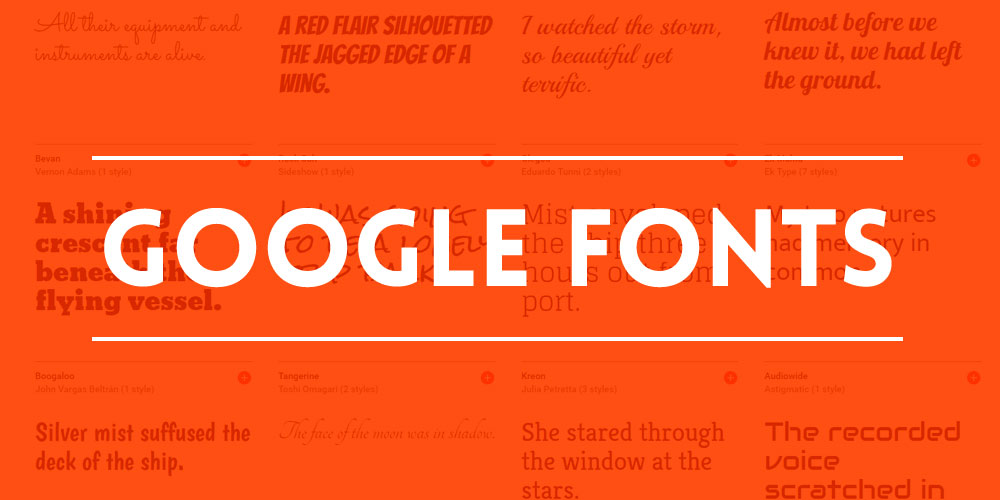 All their equipment and
instruments are alive.
A RED FLAIR SILHOUETTED
THE JAGGED EDGE OF A
WING.
I watched the storm,
so beautiful yet
terrific.
Almost before we
knew it, we had left
the ground.
Bevan
Vernon Adams (1 style)
Sideshow (1 style)
Eduardo Tunni (2 styles)
Ek Type (7 styles)
A shining
crescent far
beneath the
flying vessel.
I WAS GOING
TO BE A LONELY
Mist enveloped
the ship three
hours out from
port.
My two natures
had memory in
common.
GOOGLE FONTS
Boogaloo
John Vargas Beltrán (1 style)
Tangerine
Toshi Omagari (2 styles)
Kreon
Julia Petretta (3 styles)
Audiowide
Astigmatic (1 style)
Silver mist suffused the
deck of the ship.
The face of the moon was in shadow.
She stared through
the window at the
stars.
The recorded
voice
scratched in